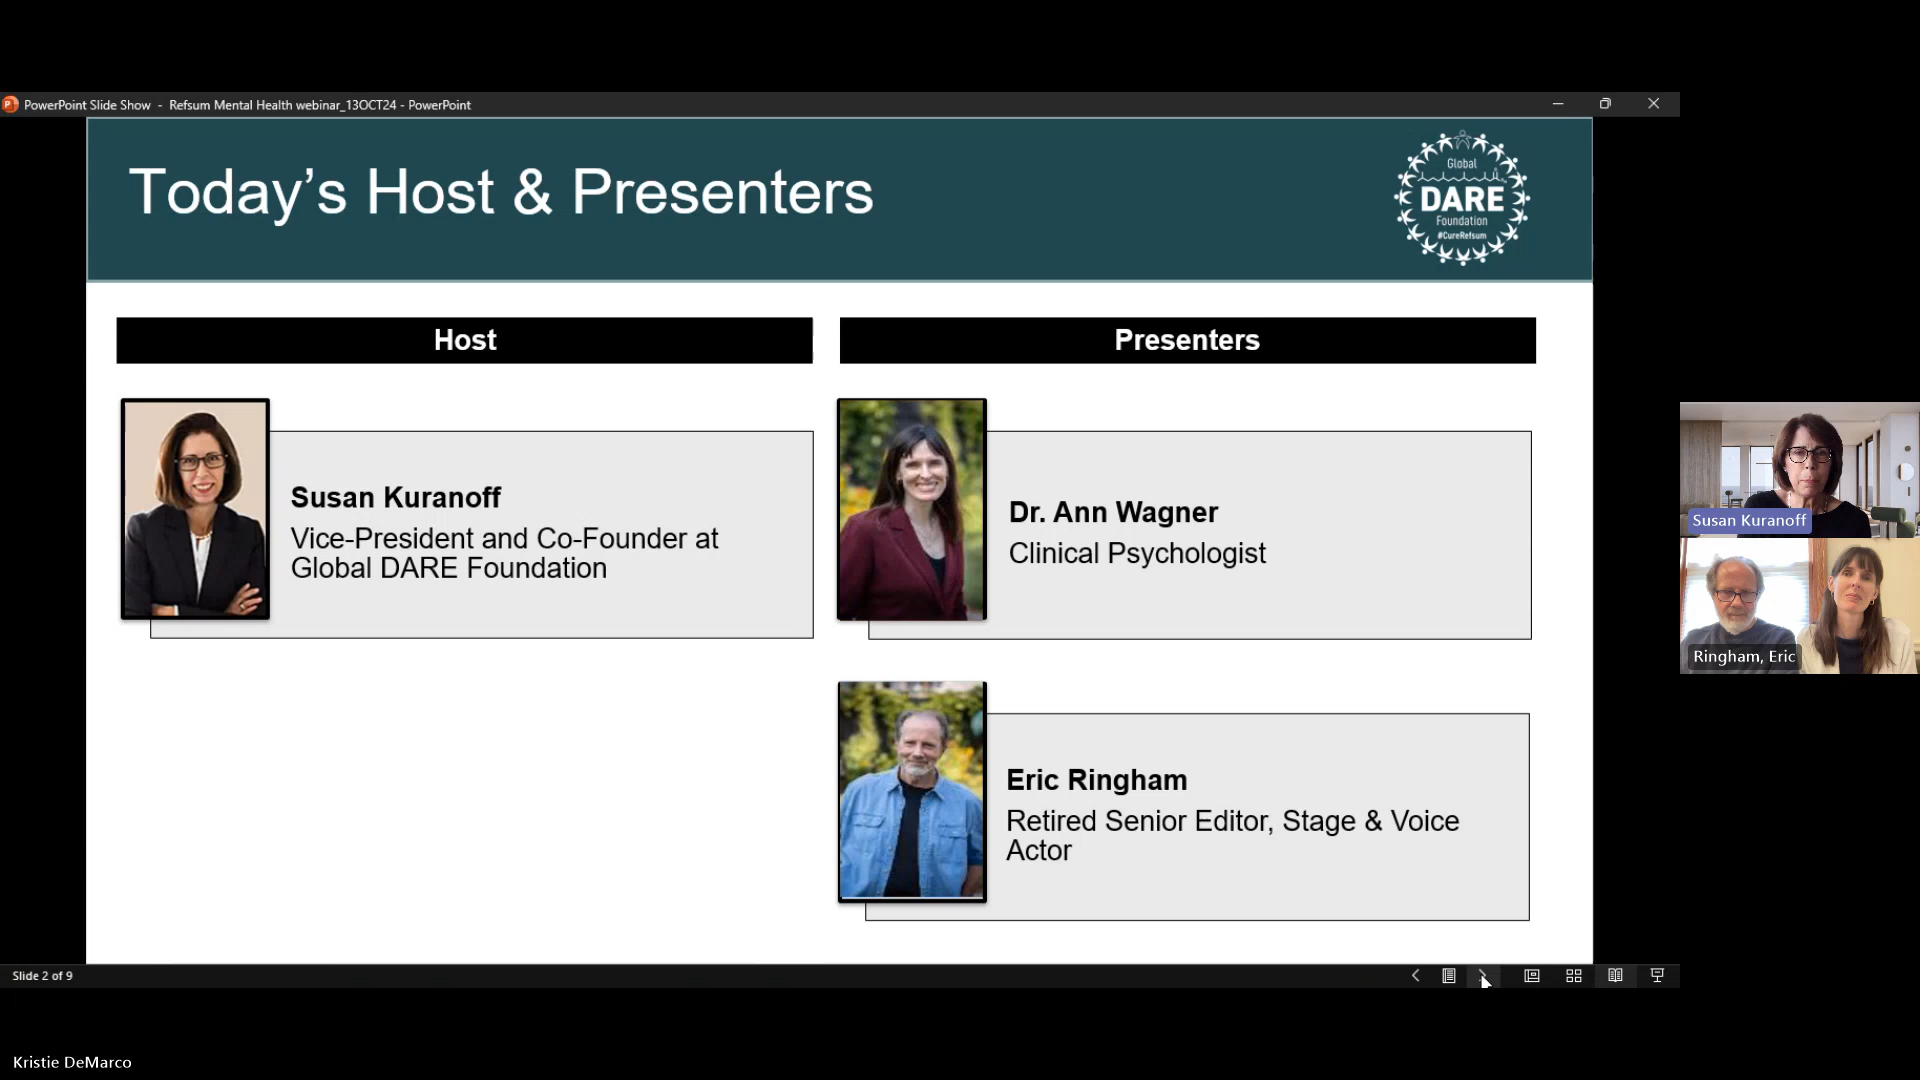 PowerPoint Slide Show - Refsum Mental Health webinar_13OCT24 - PowerPoint
Today's Host & Presenters
Global
DARE
Foundation
#CureRefsum
Host
Presenters
Susan Kuranoff
Vice-President and Co-Founder at
Global DARE Foundation
Dr. Ann Wagner
Clinical Psychologist
Eric Ringham
Retired Senior Editor, Stage & Voice
Actor
Susan Kuranoff
Ringham, Eric
Slide 2 of 9
Kristie DeMarco